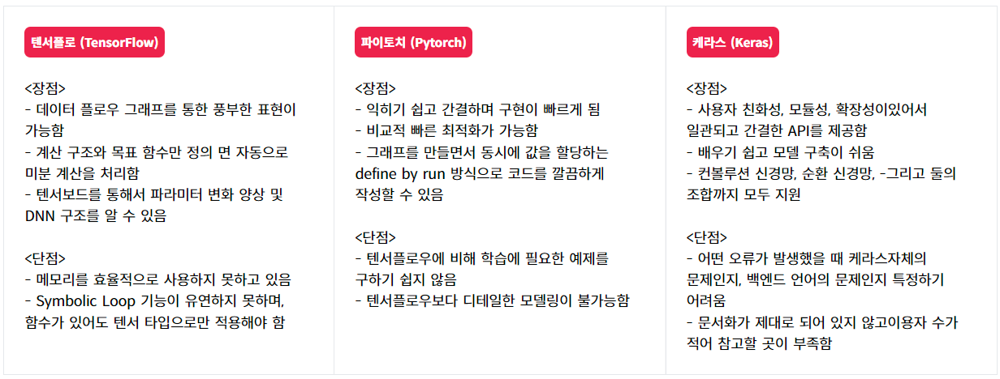 텐서플로 (TensorFlow)
<장점>
- 데이터 플로우 그래프를 통한 풍부한 표현이
가능함
- 계산 구조와 목표 함수만 정의 면 자동으로
미분 계산을 처리함
- 텐서보드를 통해서 파라미터 변화 양상 및
DNN 구조를 알 수 있음
<단점>
- 메모리를 효율적으로 사용하지 못하고 있음
- Symbolic Loop 기능이 유연하지 못하며,
함수가 있어도 텐서 타입으로만 적용해야 함
파이토치 (Pytorch)
<장점>
- 익히기 쉽고 간결하며 구현이 빠르게 됨
- 비교적 빠른 최적화가 가능함
- 그래프를 만들면서 동시에 값을 할당하는
define by run 방식으로 코드를 깔끔하게
작성할 수 있음
<단점>
- 텐서플로우에 비해 학습에 필요한 예제를
구하기 쉽지 않음
- 텐서플로우보다 디테일한 모델링이 불가능함
케라스 (Keras)
<장점>
- 사용자 친화성, 모듈성, 확장성이있어서
일관되고 간결한 API를 제공함
- 배우기 쉽고 모델 구축이 쉬움
- 컨볼루션 신경망, 순환 신경망, -그리고 둘의
조합까지 모두 지원
<단점>
- 어떤 오류가 발생했을 때 케라스자체의
문제인지, 백엔드 언어의 문제인지 특정하기
어려움
- 문서화가 제대로 되어 있지 않고이용자 수가
적어 참고할 곳이 부족함